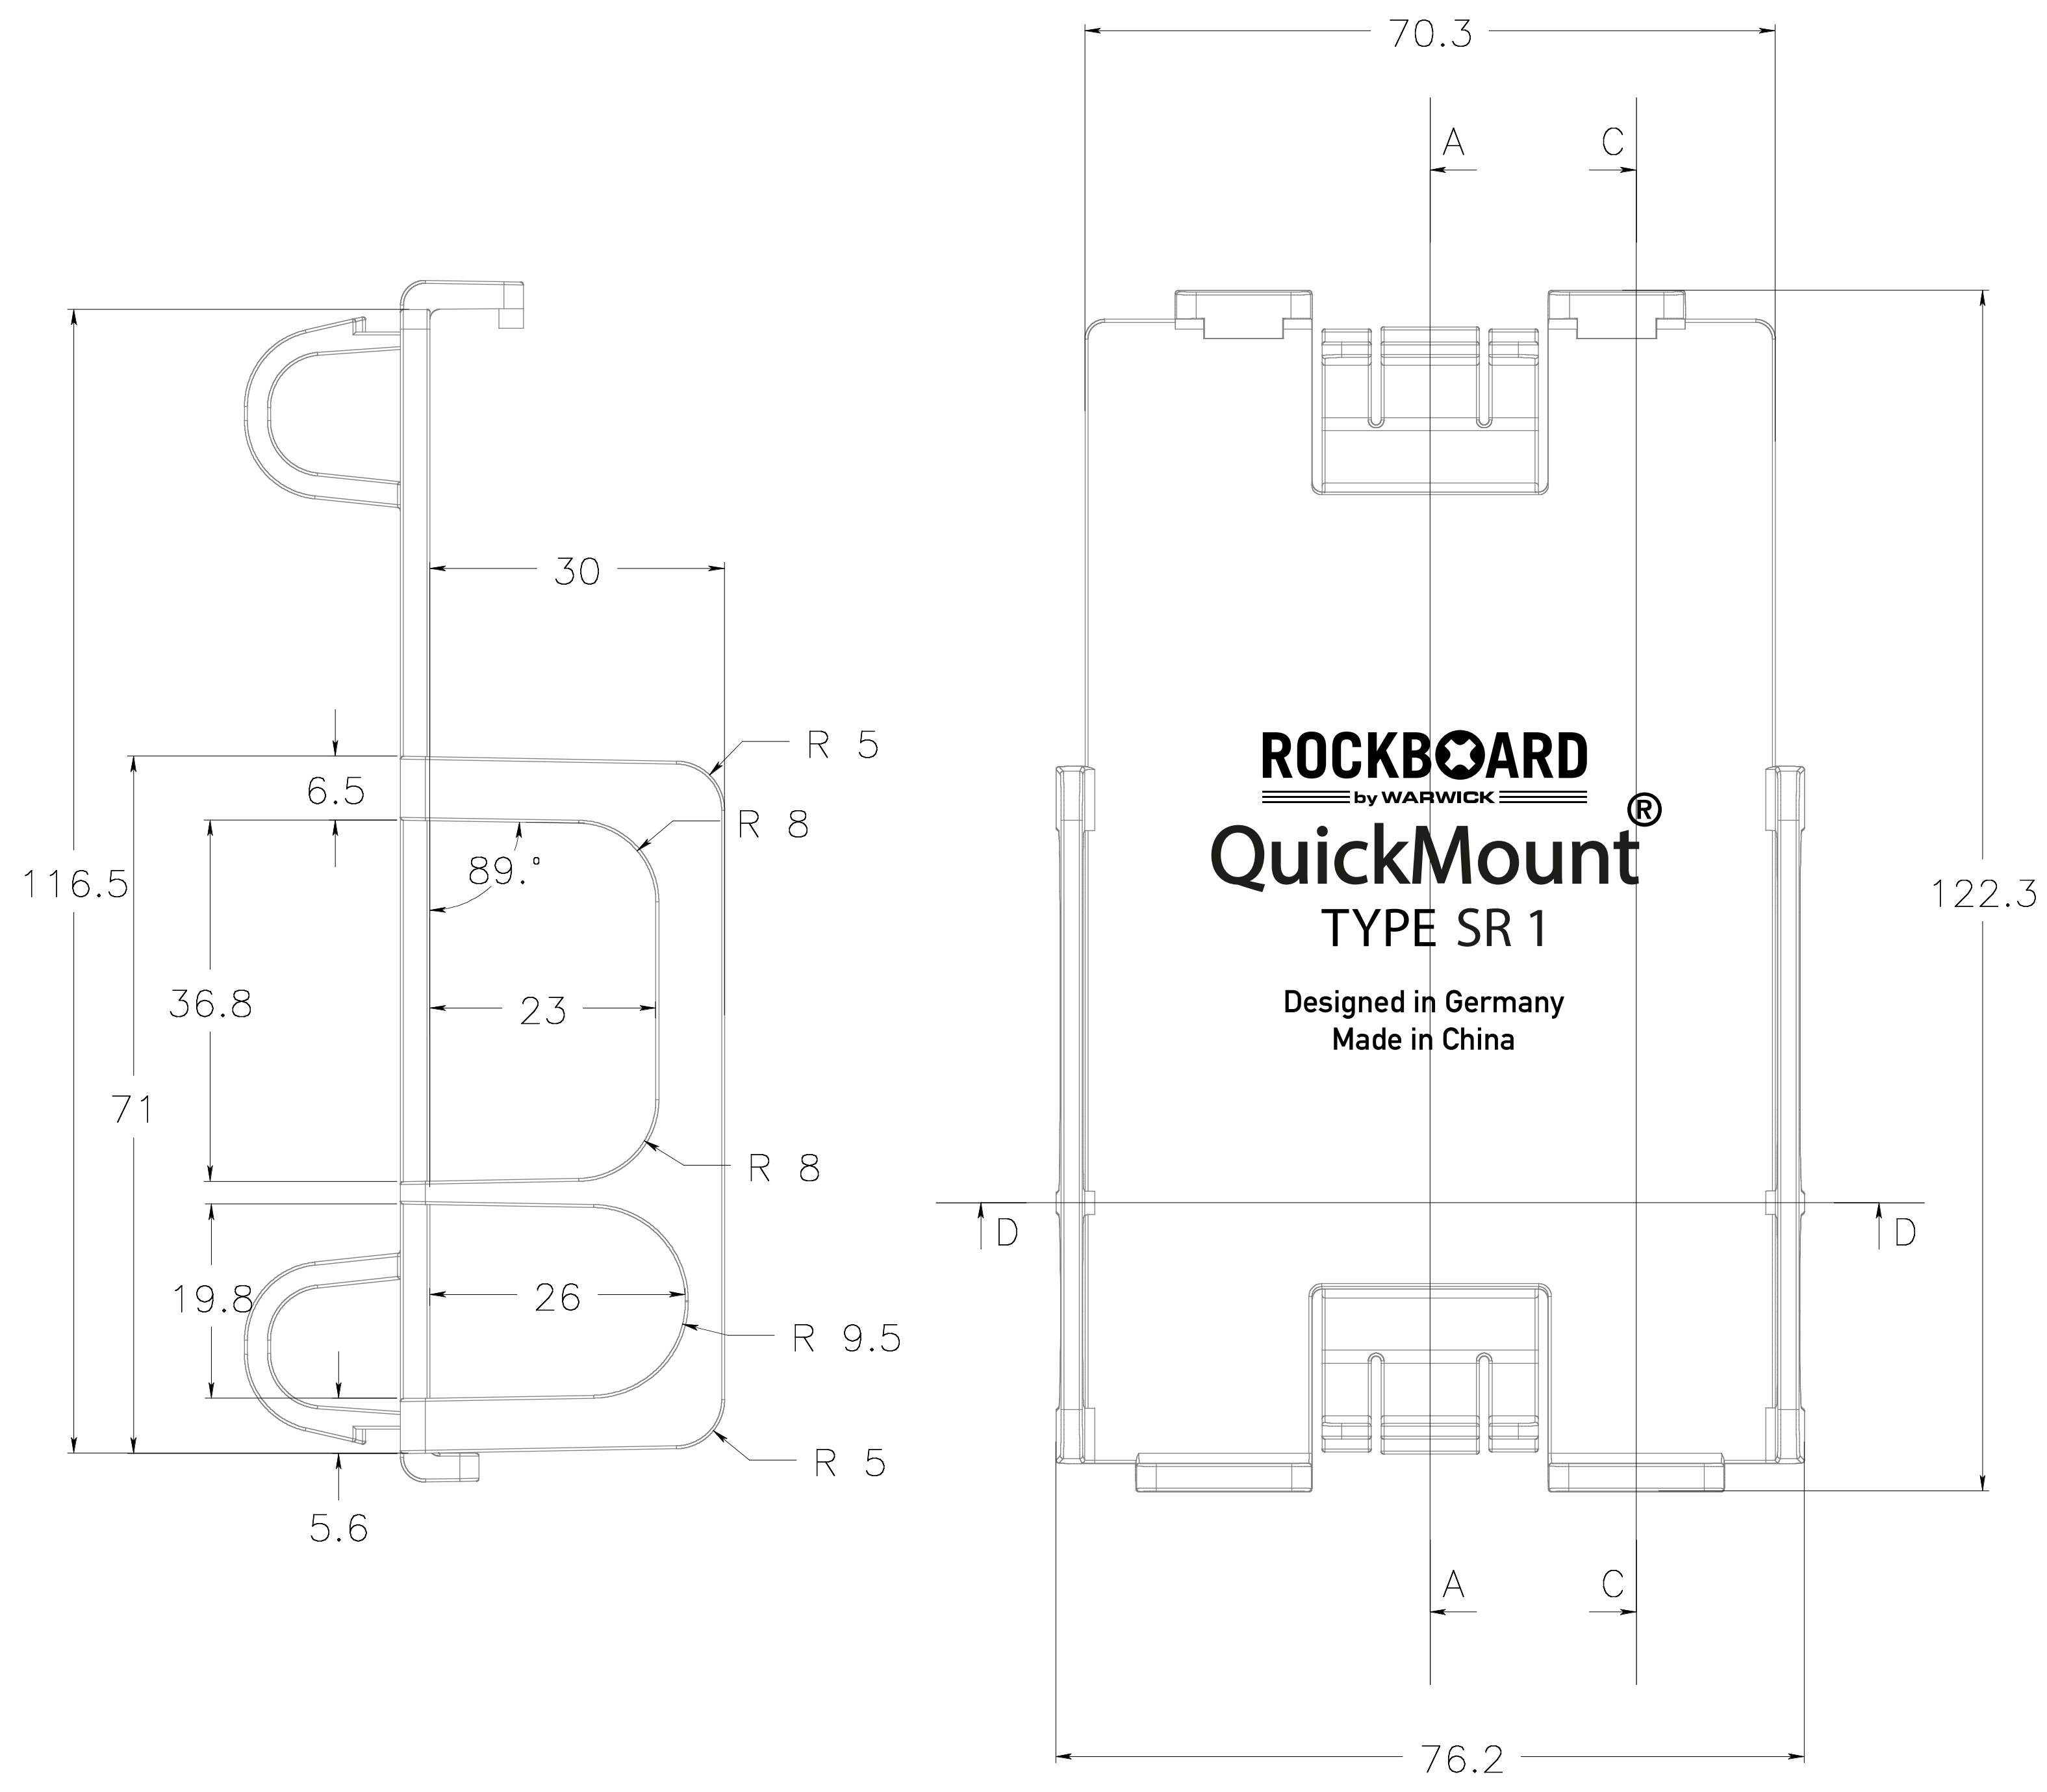 70.3
A C
30
R 5
6.5
R 8
89.°
116.5
36.8
23
71
R 8
19.8
26
R 9.5
R 5
5.6
ROCKBOARD
by WARWICK
QuickMount®
TYPE SR 1
Designed in Germany
Made in China
122.3
D D
A C
76.2